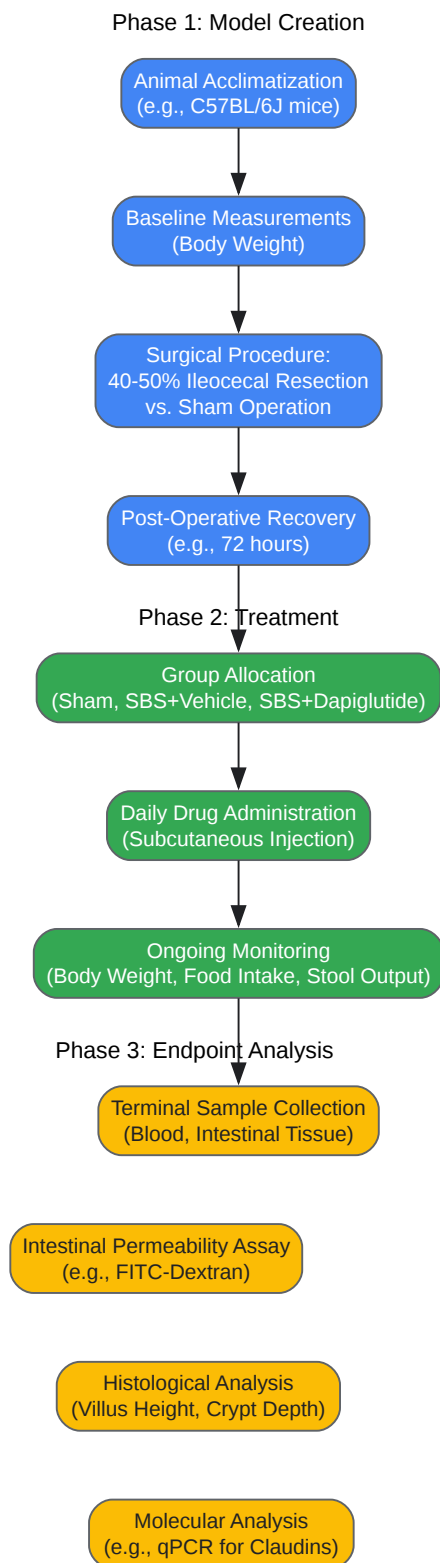 Phase 1: Model Creation
Animal Acclimatization
(e.g., C57BL/6J mice)
Baseline Measurements
(Body Weight)
Surgical Procedure:
40-50% Ileocecal Resection
vs. Sham Operation
Post-Operative Recovery
(e.g., 72 hours)
Phase 2: Treatment
Group Allocation
(Sham, SBS+Vehicle, SBS+Dapiglutide)
Daily Drug Administration
(Subcutaneous Injection)
Ongoing Monitoring
(Body Weight, Food Intake, Stool Output)
Phase 3: Endpoint Analysis
Terminal Sample Collection
(Blood, Intestinal Tissue)
Intestinal Permeability Assay
(e.g., FITC-Dextran)
Histological Analysis
(Villus Height, Crypt Depth)
Molecular Analysis
(e.g., qPCR for Claudins)